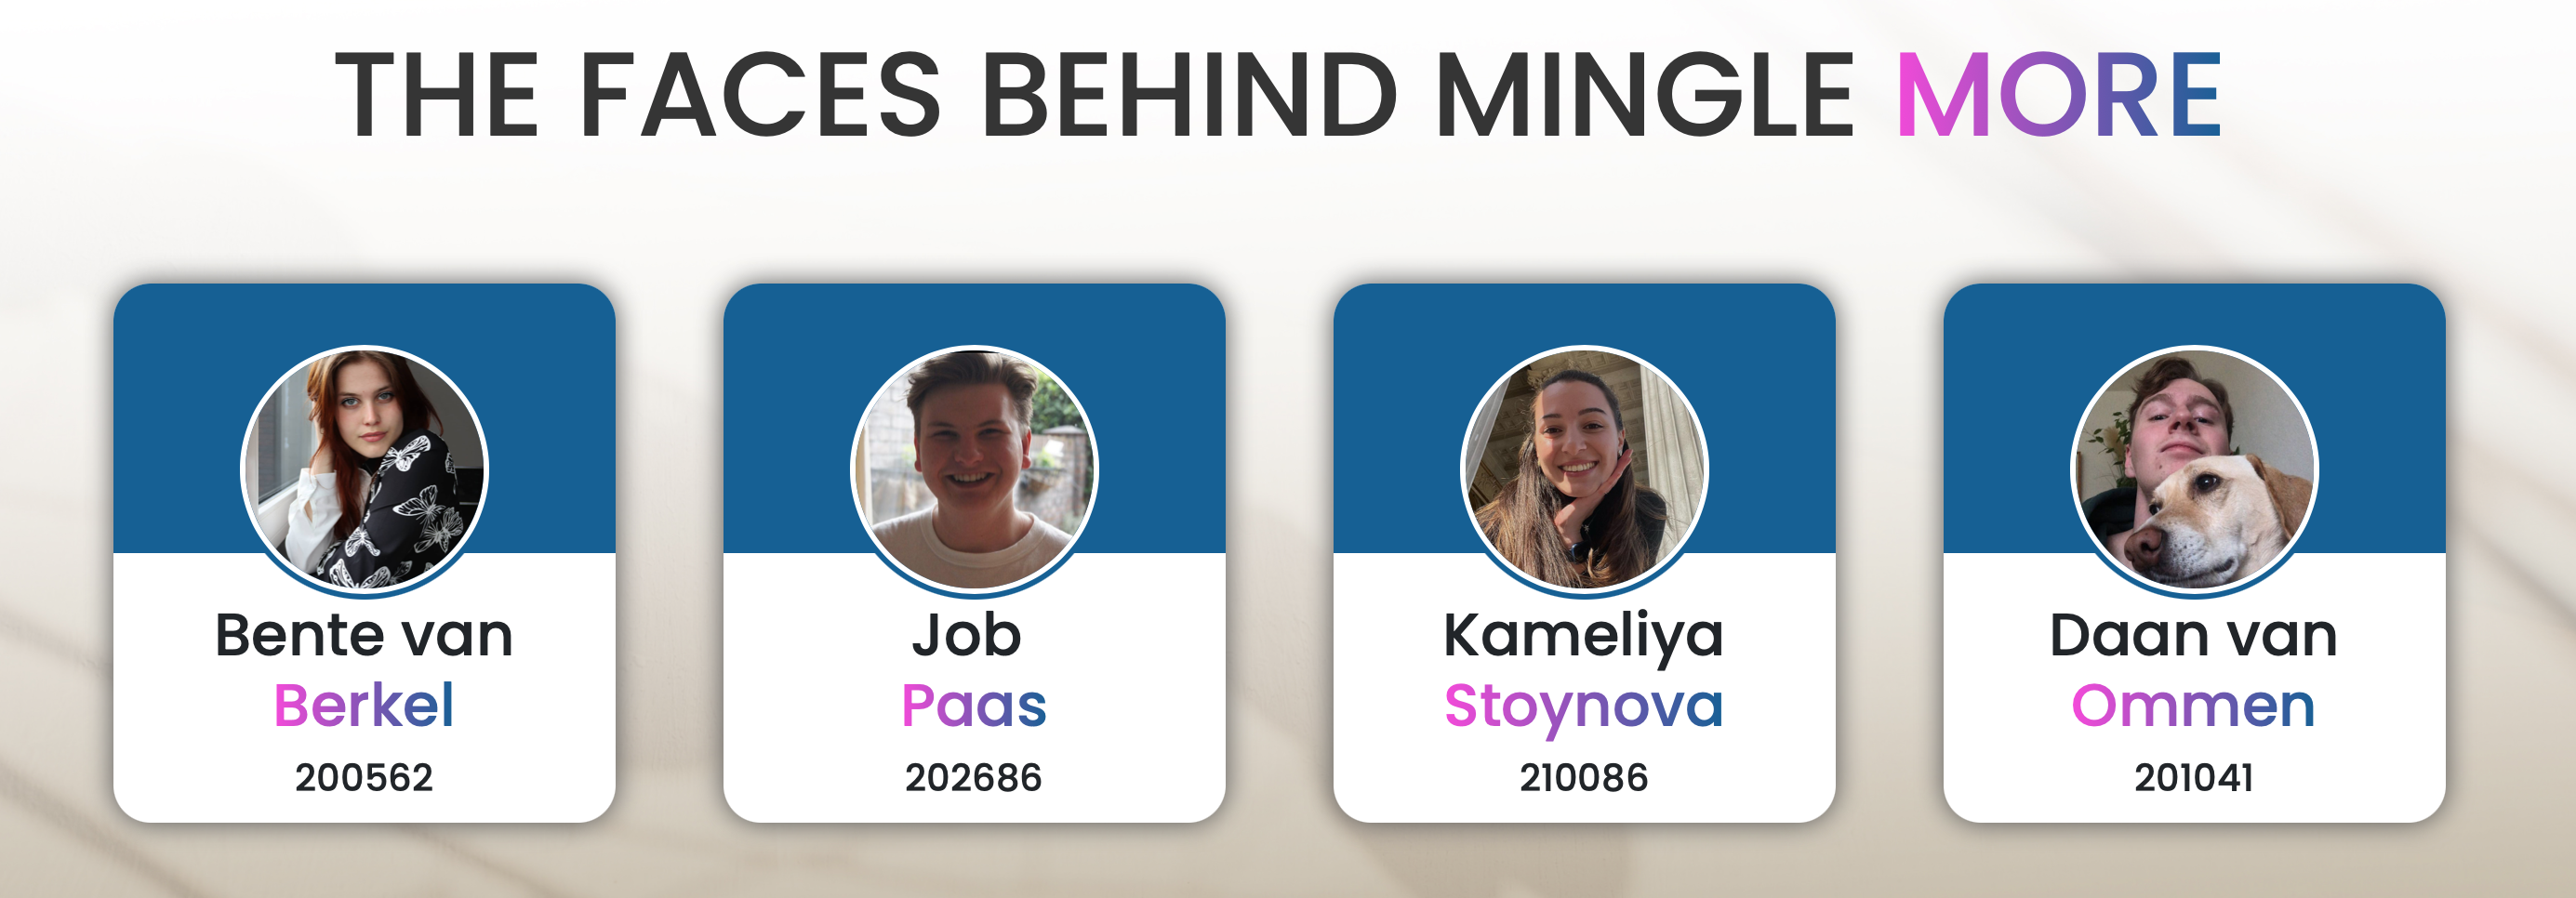 THE FACES BEHIND MINGLE MORE
Bente van
Berkel
200562
Job
Paas
202686
Kameliya
Stoynova
210086
Daan van
Ommen
201041